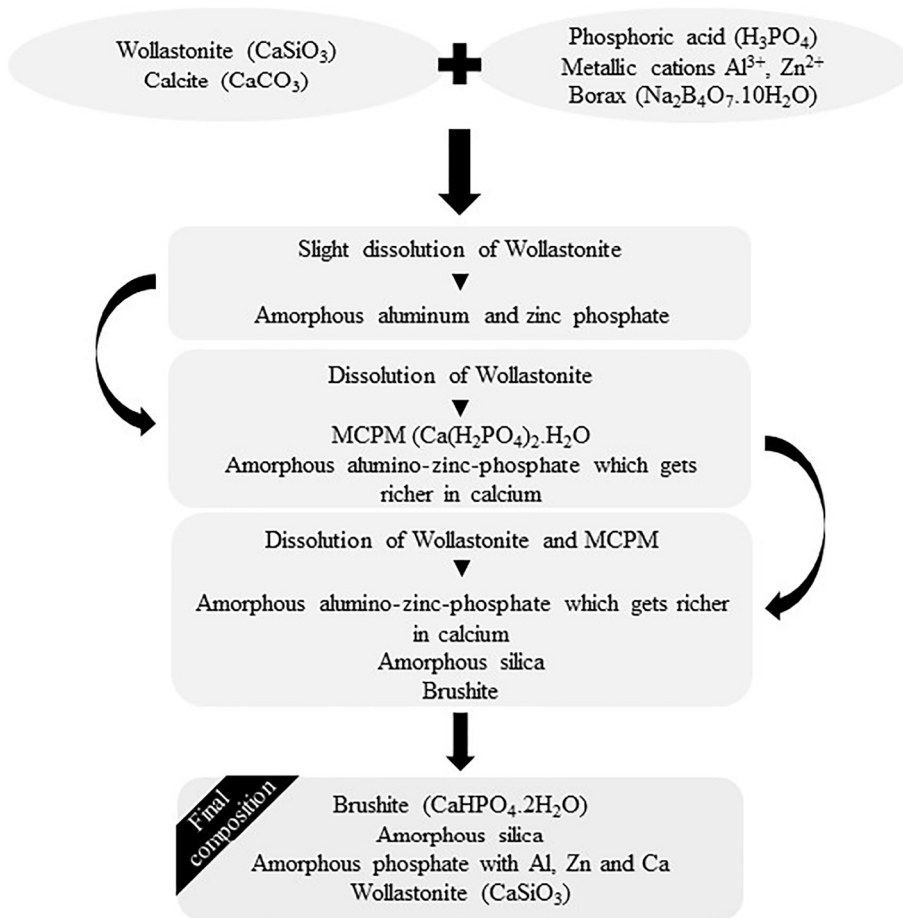 Wollastonite (CaSiO₃)
Calcite (CaCO₃)
Phosphoric acid (H₃PO₄)
Metallic cations Al³⁺, Zn²⁺
Borax (Na₂B₄O₇.10H₂O)
Slight dissolution of Wollastonite
Amorphous aluminum and zinc phosphate
Dissolution of Wollastonite
MCPM (Ca(H₂PO₄)₂.H₂O
Amorphous alumino-zinc-phosphate which gets
richer in calcium
Dissolution of Wollastonite and MCPM
Amorphous alumino-zinc-phosphate which gets richer
in calcium
Amorphous silica
Brushite
Final
composition
Brushite (CaHPO₄.2H₂O)
Amorphous silica
Amorphous phosphate with Al, Zn and Ca
Wollastonite (CaSiO₃)